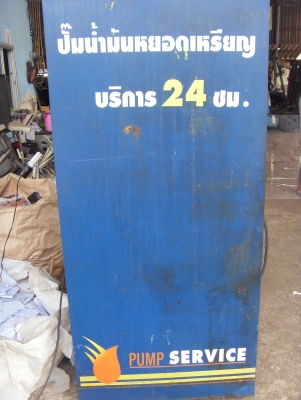 ปั๊มน้ำมันหยอดเหรียญ
บริการ 24 ชม.
PUMP SERVICE